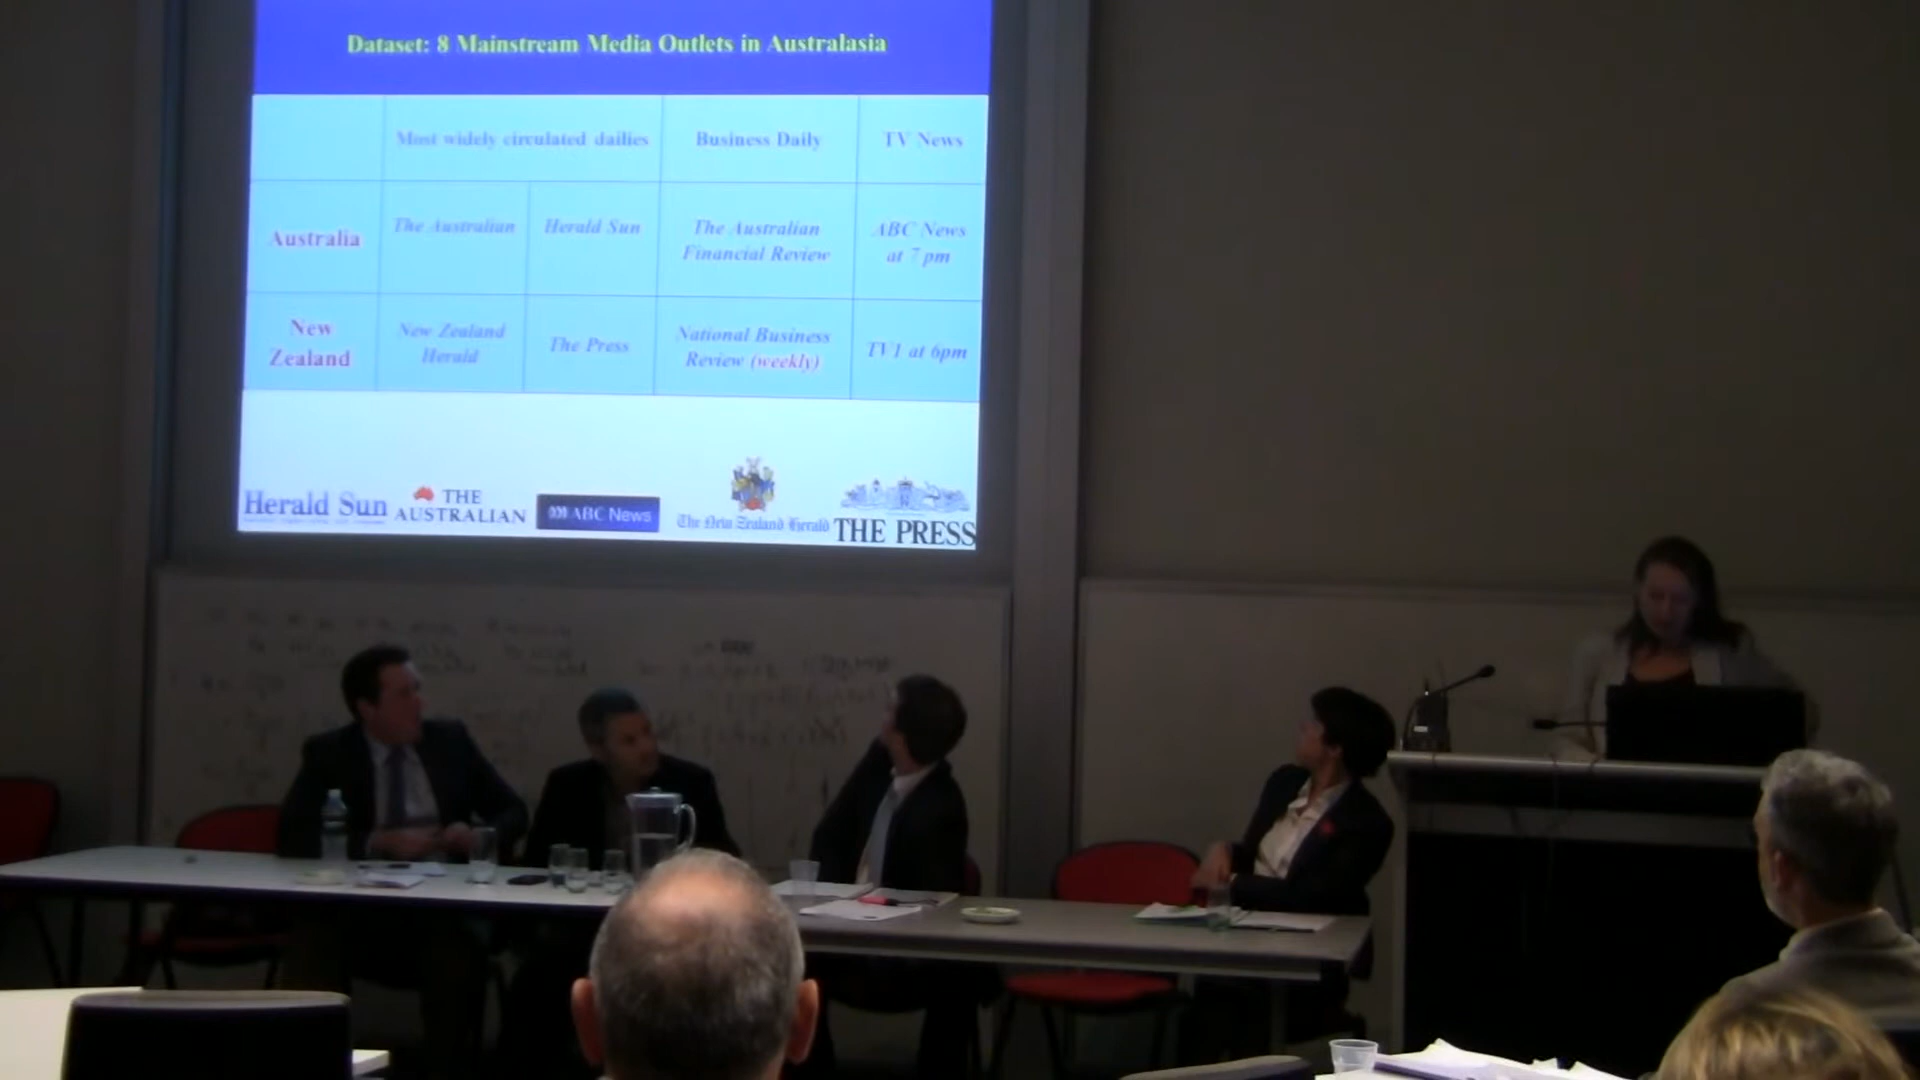 Dataset: 8 Mainstream Media Outlets in Australasia
Most widely circulated dailies
Business Daily
TV News
Australia
The Australian
Herald Sun
The Australian
Financial Review
ABC News
at 7 pm
New
Zealand
New Zealand
Herald
The Press
National Business
Review (weekly)
TV1 at 6pm
Herald Sun
THE
AUSTRALIAN
ABC News
The New Zealand Herald
THE PRESS